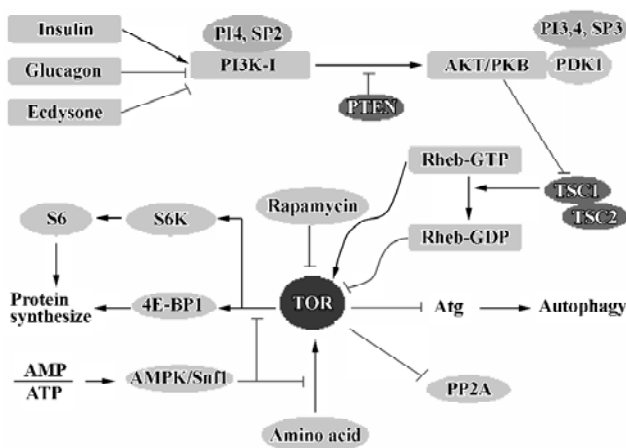 Insulin
Glucagon
Ecdysone
PI4, SP2
PI3K-I
PTEN
AKT/PKB
PI3,4, SP3
PDK1
Rheb-GTP
TSC1
TSC2
Rheb-GDP
Rapamycin
S6
S6K
Protein
synthesize
4E-BP1
TOR
Atg
Autophagy
AMP
ATP
AMPK/Snf1
PP2A
Amino acid